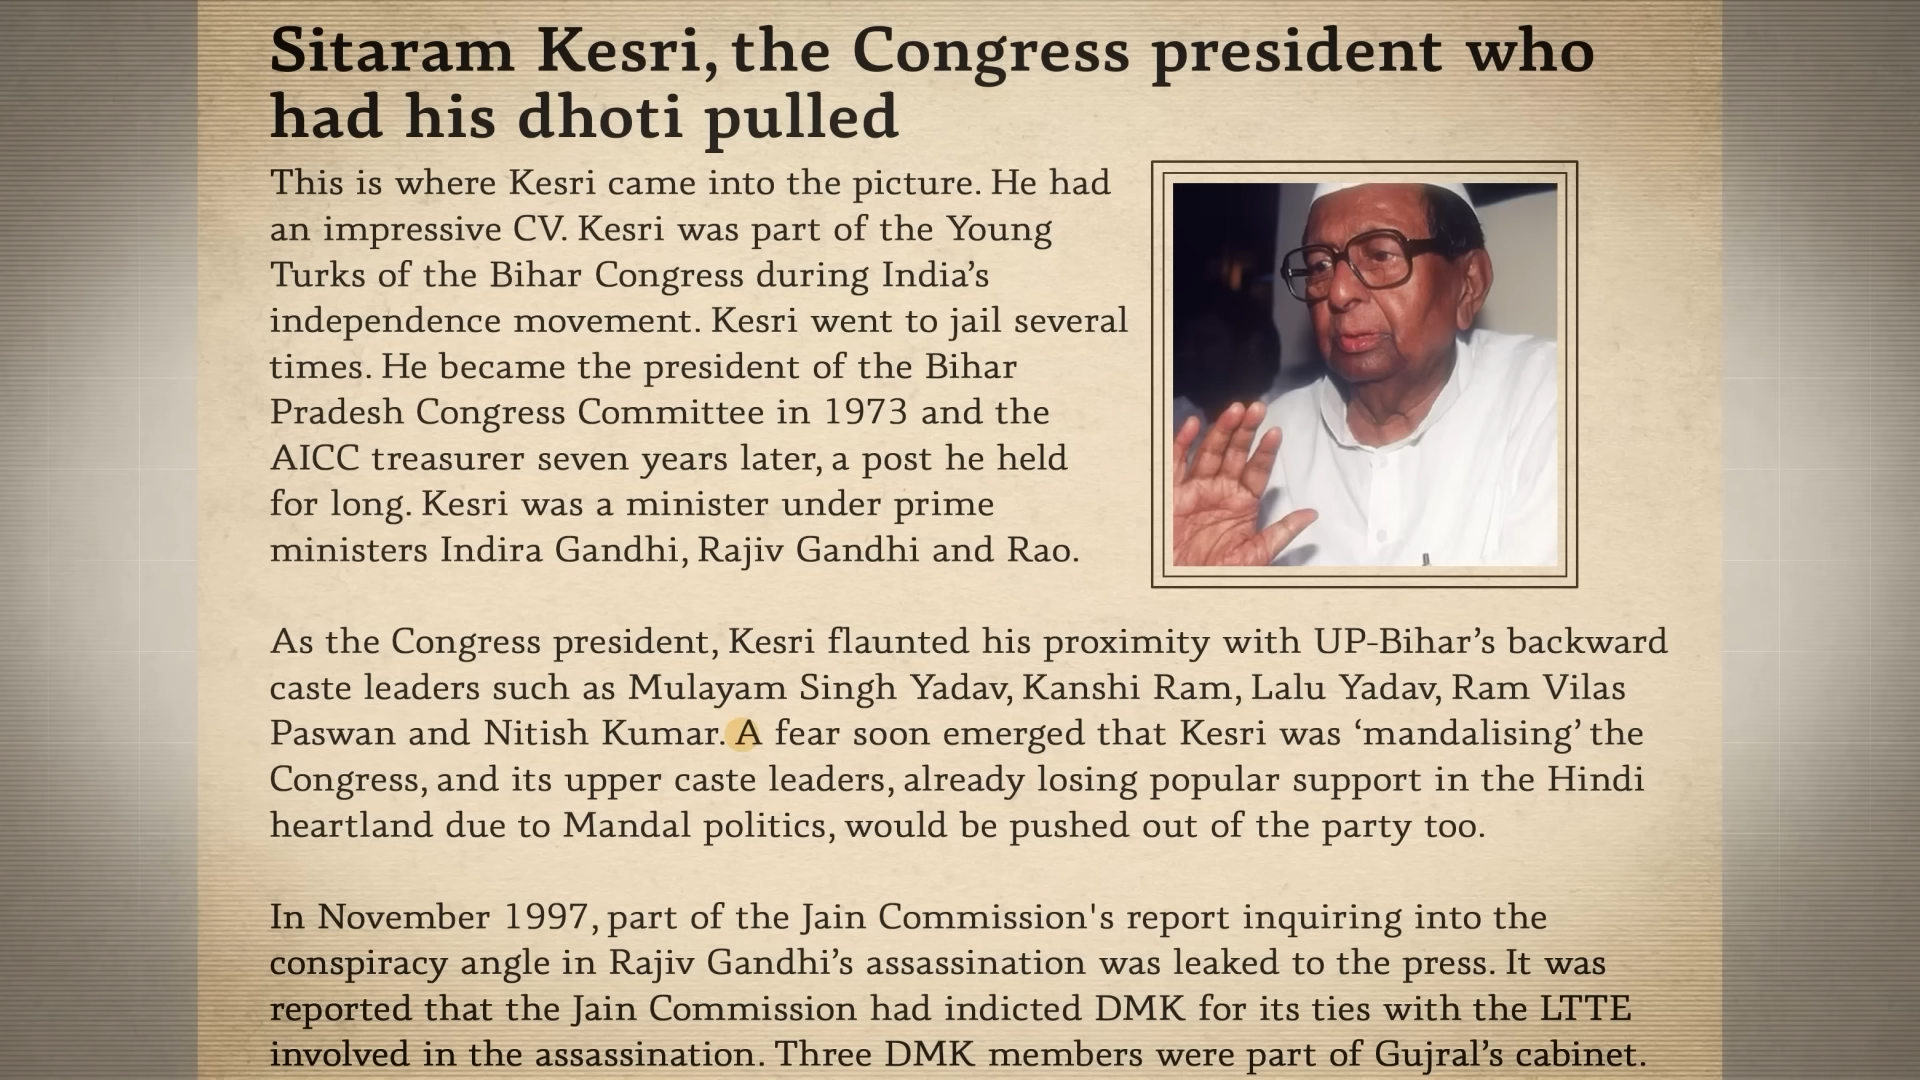 Sitaram Kesri, the Congress president who
had his dhoti pulled
This is where Kesri came into the picture. He had
an impressive CV. Kesri was part of the Young
Turks of the Bihar Congress during India’s
independence movement. Kesri went to jail several
times. He became the president of the Bihar
Pradesh Congress Committee in 1973 and the
AICC treasurer seven years later, a post he held
for long. Kesri was a minister under prime
ministers Indira Gandhi, Rajiv Gandhi and Rao.
As the Congress president, Kesri flaunted his proximity with UP-Bihar’s backward
caste leaders such as Mulayam Singh Yadav, Kanshi Ram, Lalu Yadav, Ram Vilas
Paswan and Nitish Kumar. A fear soon emerged that Kesri was ‘mandalising’ the
Congress, and its upper caste leaders, already losing popular support in the Hindi
heartland due to Mandal politics, would be pushed out of the party too.
In November 1997, part of the Jain Commission's report inquiring into the
conspiracy angle in Rajiv Gandhi’s assassination was leaked to the press. It was
reported that the Jain Commission had indicted DMK for its ties with the LTTE
involved in the assassination. Three DMK members were part of Gujral’s cabinet.